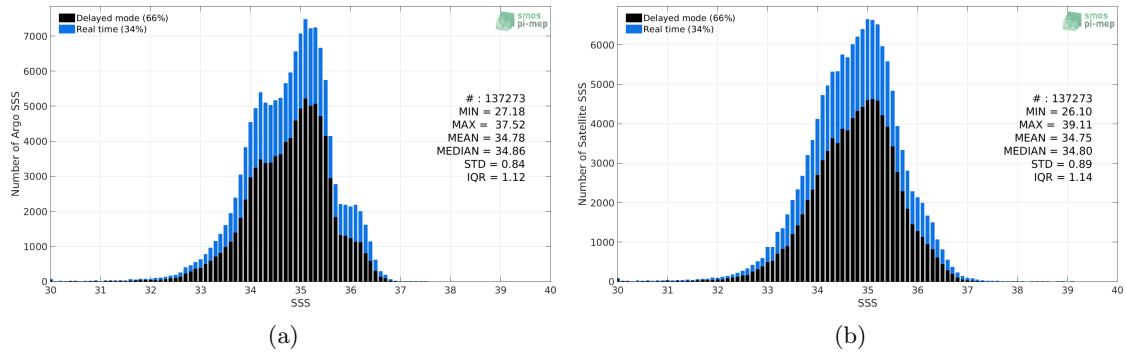 Delayed mode (66%)
Real time (34%)
smos
pi-mep
7000
6000
5000
4000
3000
2000
1000
0
Number of Argo SSS
# : 137273
MIN = 27.18
MAX = 37.52
MEAN = 34.78
MEDIAN = 34.86
STD = 0.84
IQR = 1.12
30 31 32 33 34 35 36 37 38 39 40
SSS
(a)
Delayed mode (66%)
Real time (34%)
smos
pi-mep
6000
5000
4000
3000
2000
1000
0
Number of Satellite SSS
# : 137273
MIN = 26.10
MAX = 39.11
MEAN = 34.75
MEDIAN = 34.80
STD = 0.89
IQR = 1.14
30 31 32 33 34 35 36 37 38 39 40
SSS
(b)